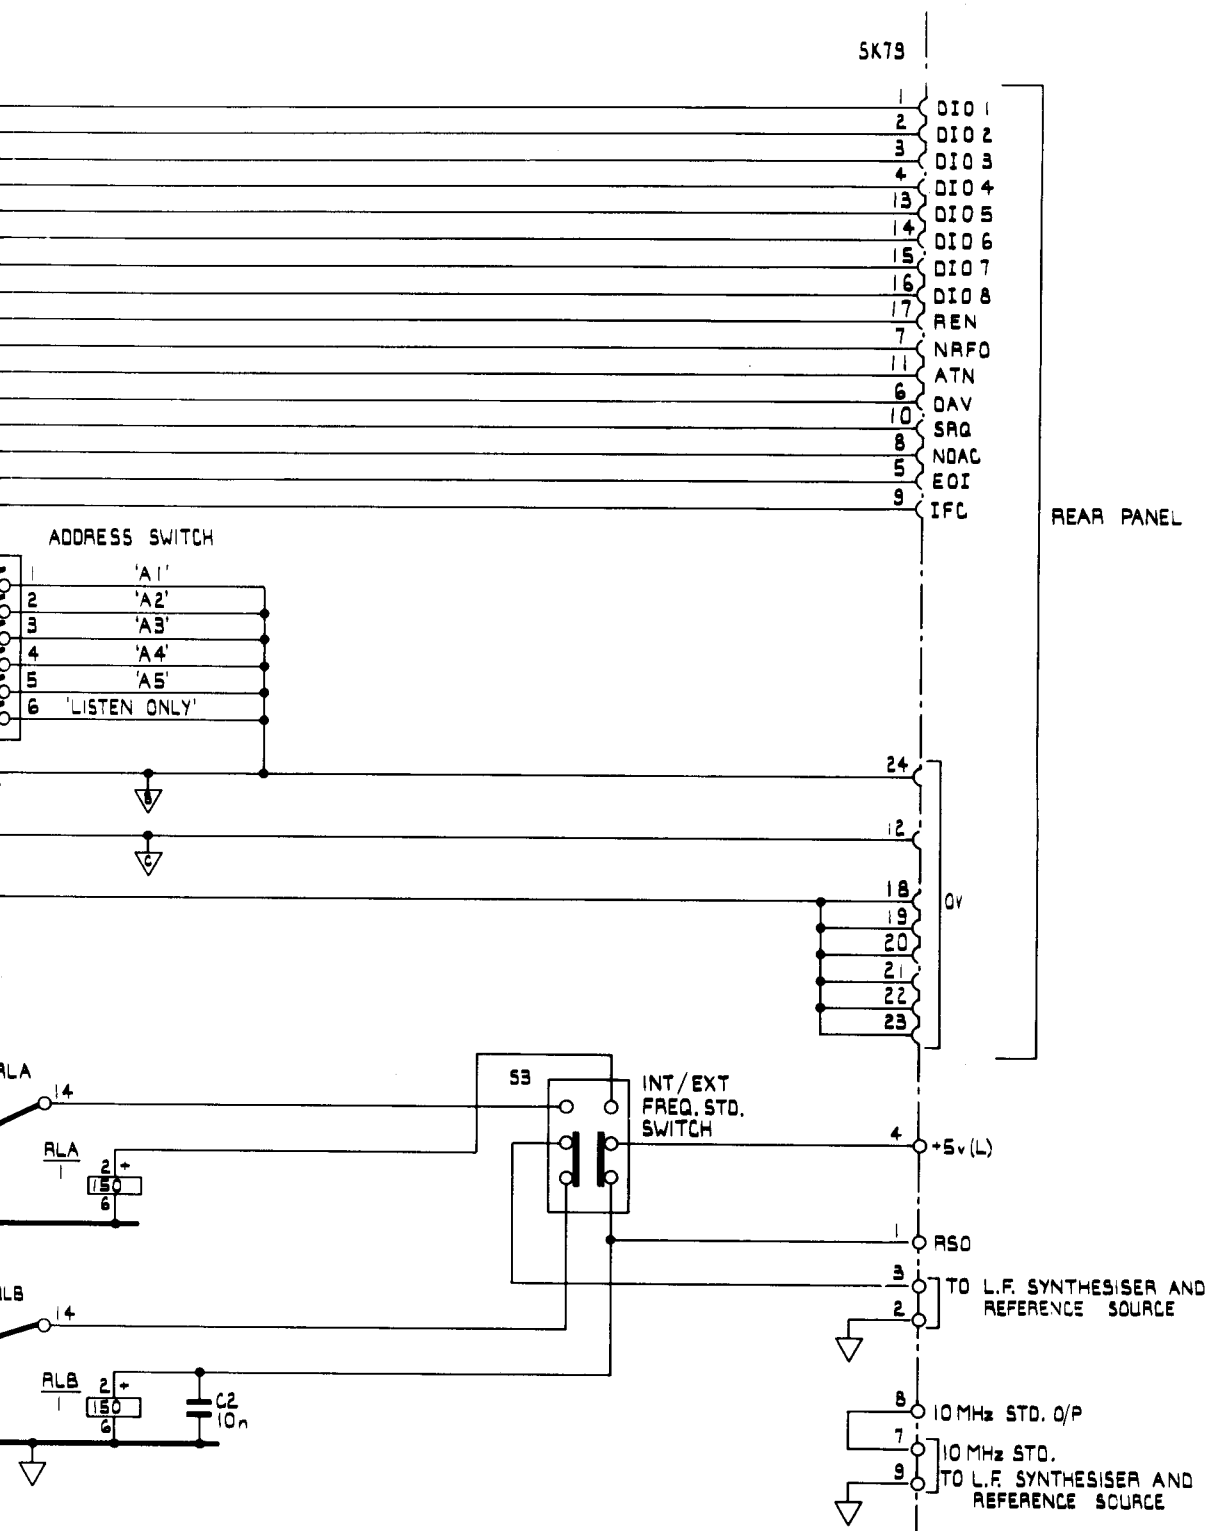 SK79
1 DIO 1
2 DIO 2
3 DIO 3
4 DIO 4
13 DIO 5
14 DIO 6
15 DIO 7
16 DIO 8
17 REN
7 NRFD
11 ATN
6 DAV
10 SRQ
8 NDAC
5 EOI
9 IFC
REAR PANEL
ADDRESS SWITCH
1 'A1'
2 'A2'
3 'A3'
4 'A4'
5 'A5'
6 'LISTEN ONLY'
24
B
12
C
18
0V
19
20
21
22
23
RLA
14
S3
INT/EXT
FREQ. STD.
SWITCH
4 +5v(L)
RLA
1
2 +
150
6
1 RSO
3 TO L.F. SYNTHESISER AND
2 REFERENCE SOURCE
RLB
14
RLB
1
2 +
150
6
C2
10n
8 10 MHz STD. O/P
7 10 MHz STD.
9 TO L.F. SYNTHESISER AND
REFERENCE SOURCE